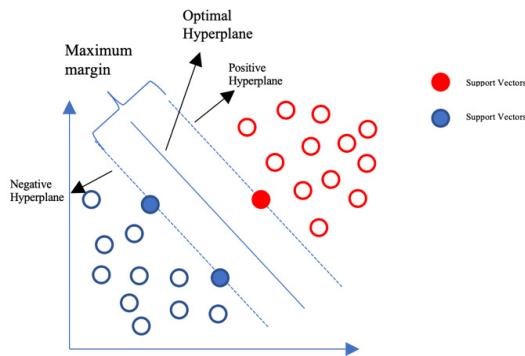 Optimal
Hyperplane
Maximum
margin
Positive
Hyperplane
Support Vectors
Support Vectors
Negative
Hyperplane